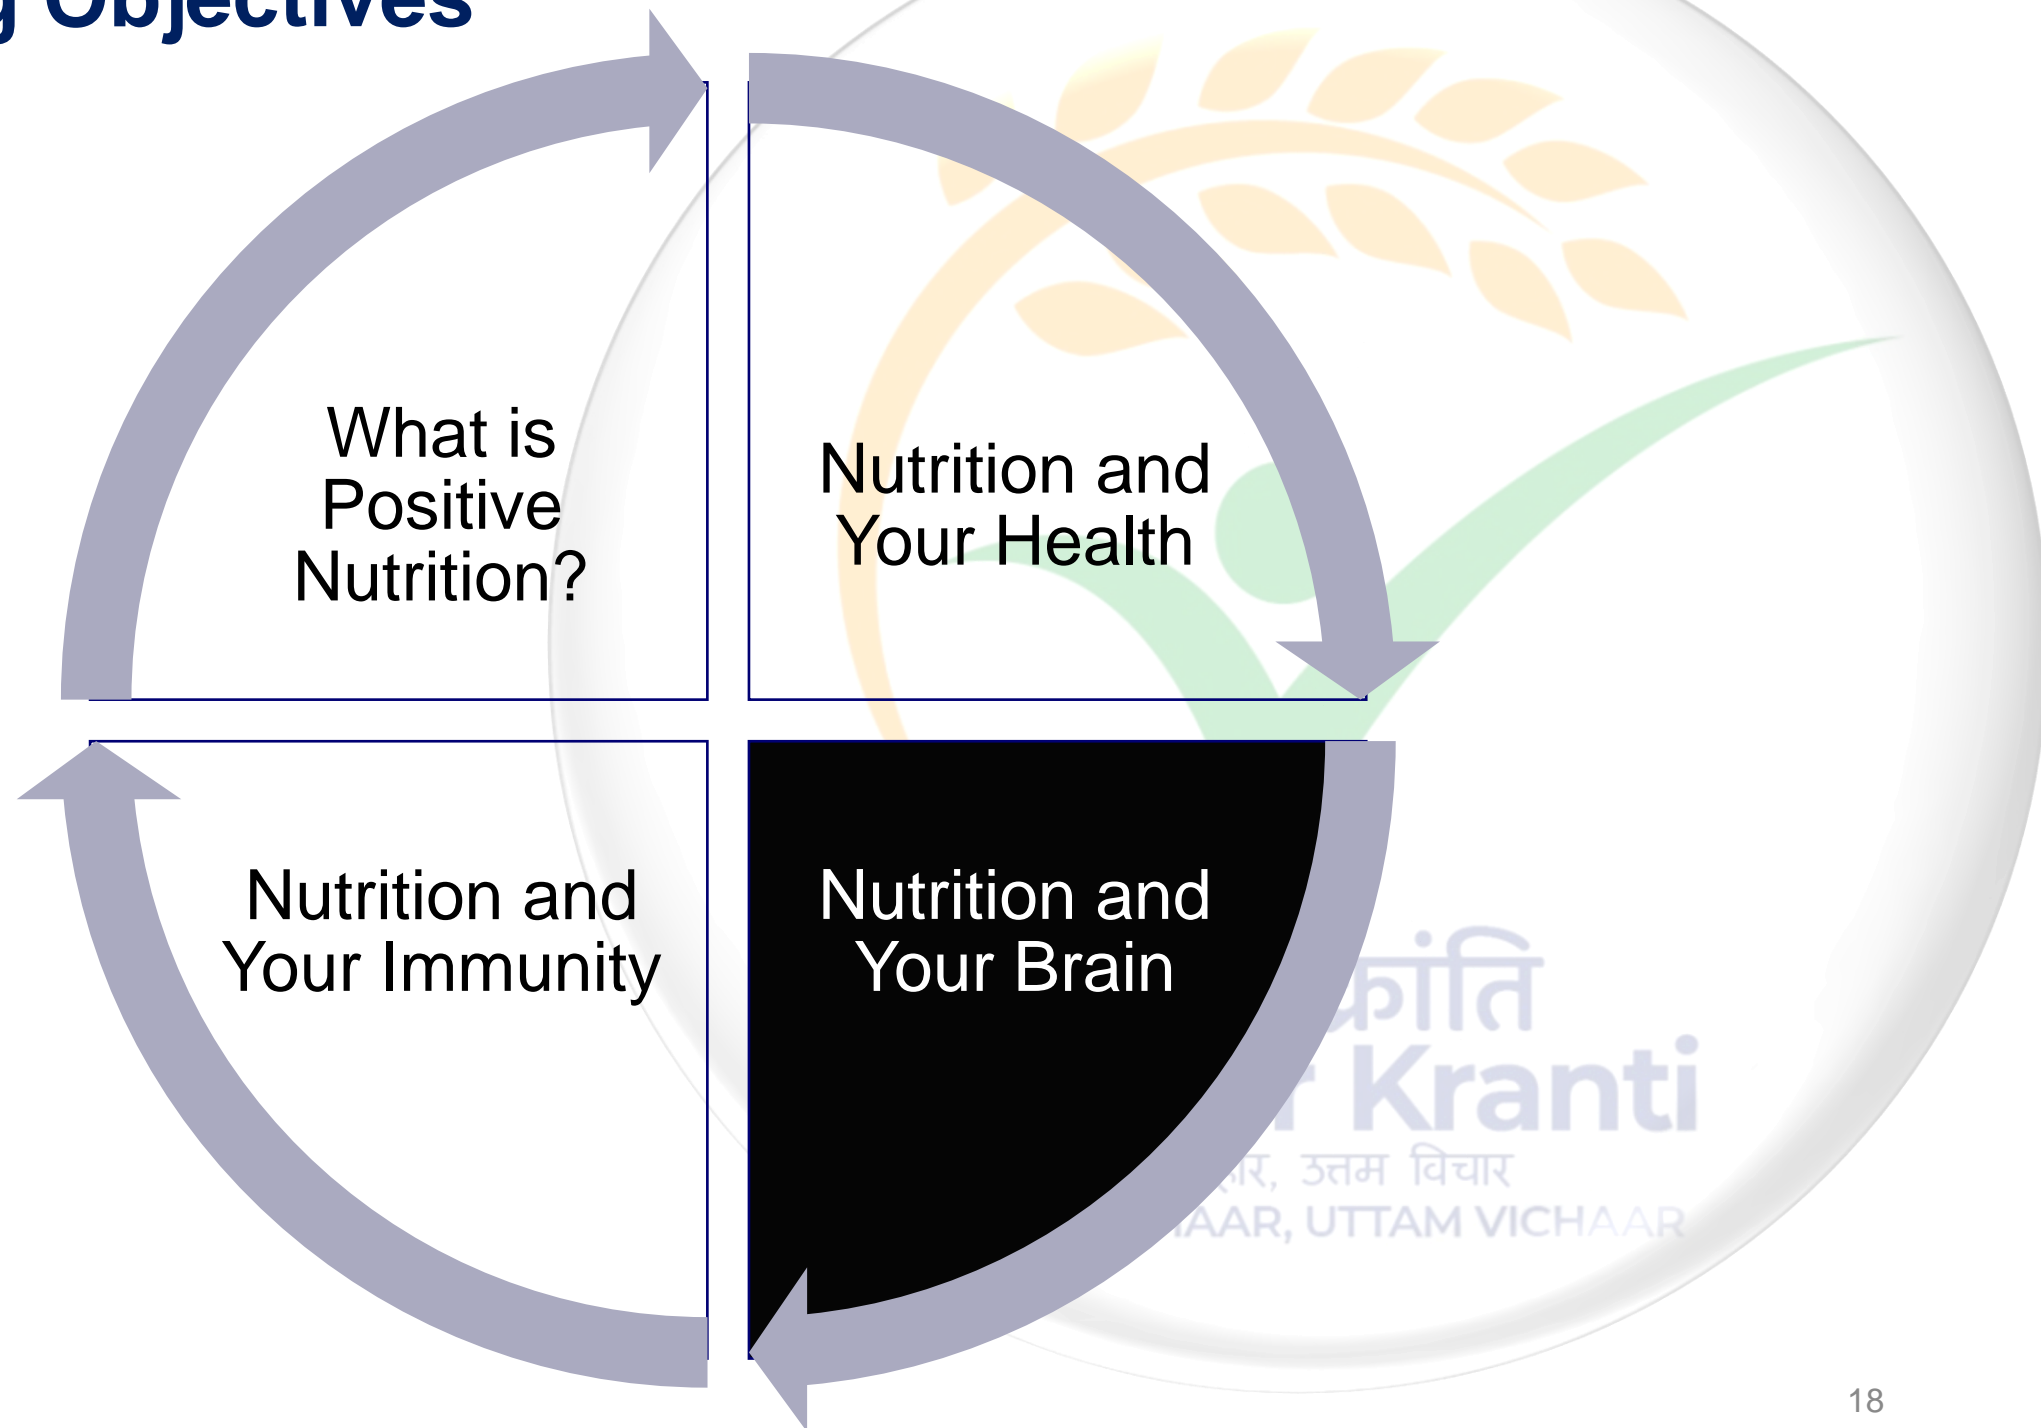 Objectives
What is
Positive
Nutrition?
Nutrition and
Your Health
Nutrition and
Your Brain
Nutrition and
Your Immunity
Kranti
उत्तम विचार
UTTAM VICHAAR
18